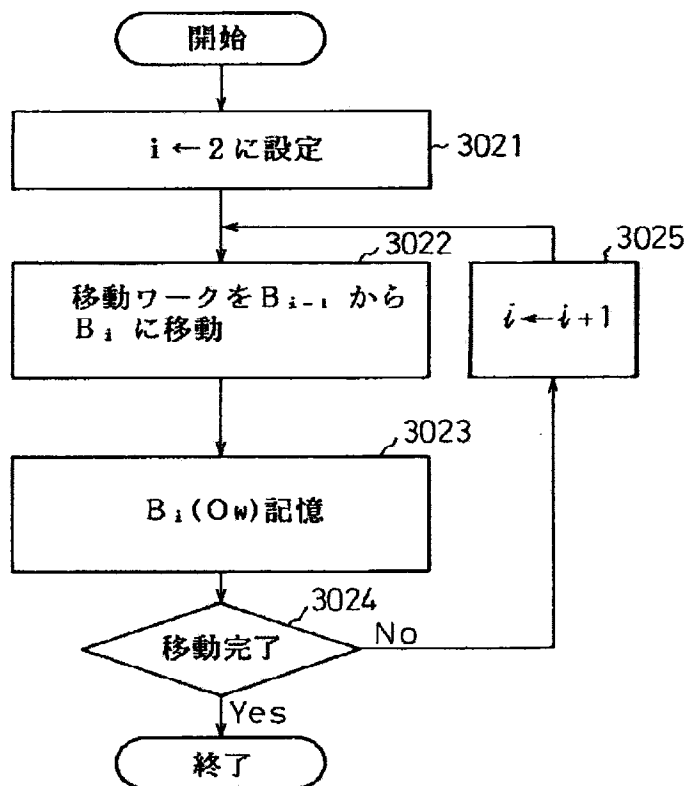 開始
i ← 2 に設定
3021
3022
3025
移動ワークをBi-1 から
Bi に移動
i←i+1
3023
Bi(Ow)記憶
3024
移動完了
No
Yes
終了